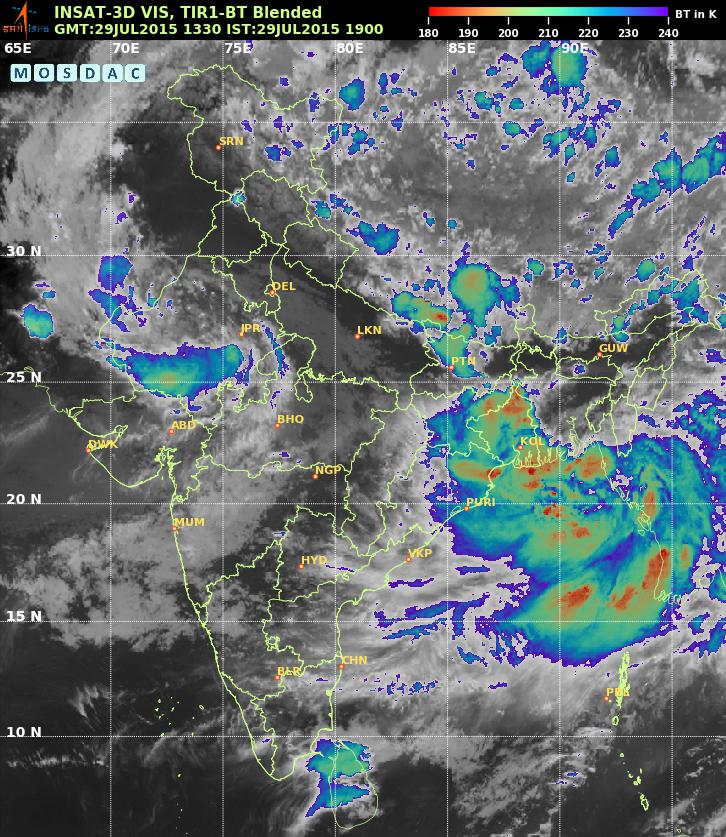 INSAT-3D VIS, TIR1-BT Blended
GMT:29JUL2015 1330 IST:29JUL2015 1900
BT in K
180 190 200 210 220 230 240
65E 70E 75E 80E 85E 90E
M O S D A C
SRN
30 N
DEL
JPR
LKN
GUW
PTN
25 N
ABD
BHO
DWK
KOL
NGP
20 N
PURI
MUM
HYD
VKP
15 N
BLR
CHN
10 N